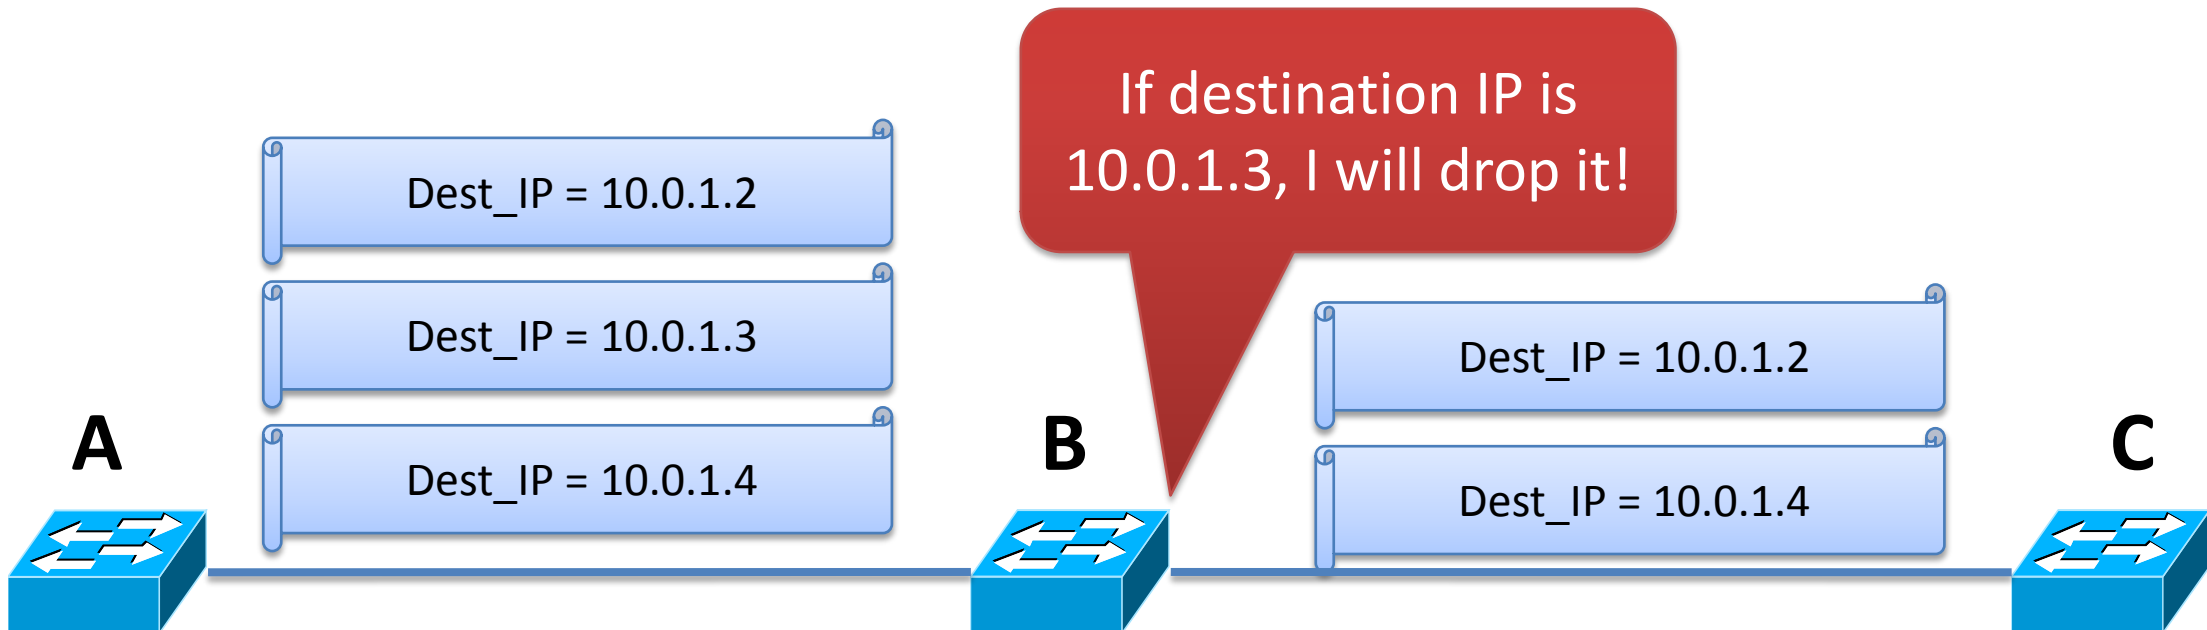 If destination IP is
10.0.1.3, I will drop it!
Dest_IP = 10.0.1.2
Dest_IP = 10.0.1.3
Dest_IP = 10.0.1.4
Dest_IP = 10.0.1.2
Dest_IP = 10.0.1.4
A
B
C